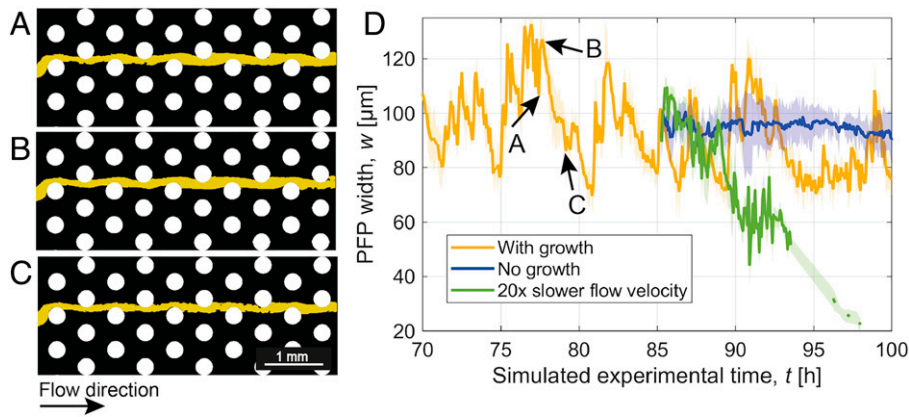 A
B
C
1 mm
Flow direction
D
PFP width, w [µm]
120
100
80
60
40
20
B
A
C
With growth
No growth
20x slower flow velocity
70 75 80 85 90 95 100
Simulated experimental time, t [h]